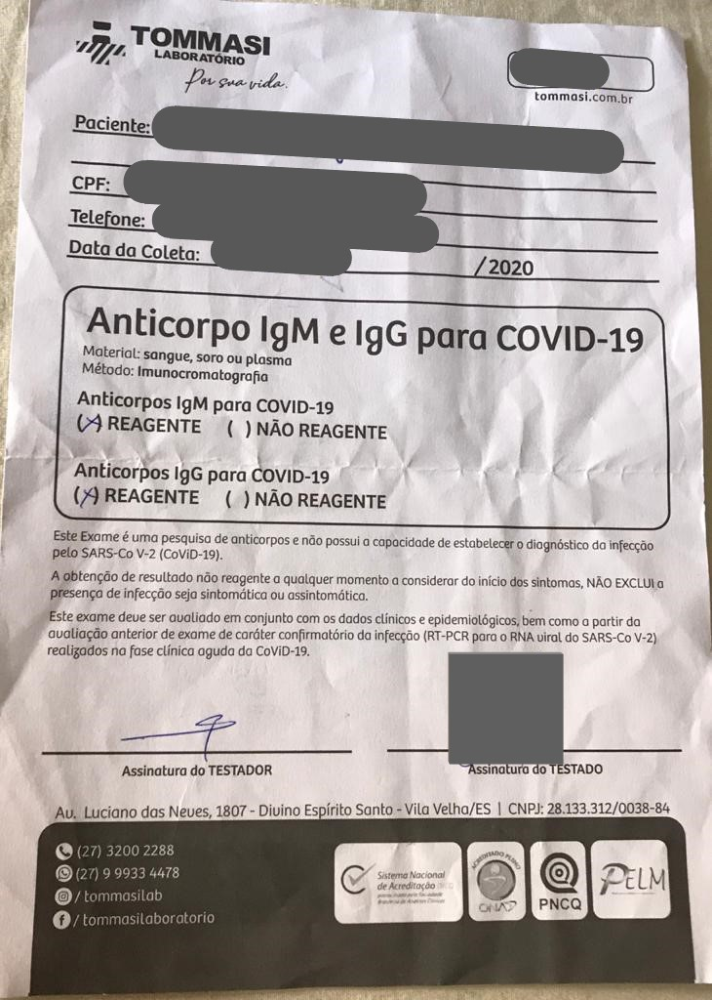 TOMMASI
LABORATÓRIO
Por sua vida.
tommasi.com.br
Paciente:
CPF:
Telefone:
Data da Coleta: /2020
Anticorpo IgM e IgG para COVID-19
Material: sangue, soro ou plasma
Método: Imunocromatografia
Anticorpos IgM para COVID-19
(X) REAGENTE ( ) NÃO REAGENTE
Anticorpos IgG para COVID-19
(X) REAGENTE ( ) NÃO REAGENTE
Este Exame é uma pesquisa de anticorpos e não possui a capacidade de estabelecer o diagnóstico da infecção
pelo SARS-Co V-2 (CoViD-19).
A obtenção de resultado não reagente a qualquer momento a considerar do início dos sintomas, NÃO EXCLUI a
presença de infecção seja sintomática ou assintomática.
Este exame deve ser avaliado em conjunto com os dados clínicos e epidemiológicos, bem como a partir da
avaliação anterior de exame de caráter confirmatório da infecção (RT-PCR para o RNA viral do SARS-Co V-2)
realizados na fase clínica aguda da CoViD-19.
Assinatura do TESTADOR
Assinatura do TESTADO
Av. Luciano das Neves, 1807 - Divino Espírito Santo - Vila Velha/ES | CNPJ: 28.133.312/0038-84
(27) 3200 2288
(27) 9 9933 4478
/ tommasilab
/ tommasilaboratorio
Sistema Nacional
de Acreditação
ACREDITADO PLENO
ONA
PNCQ
PELM